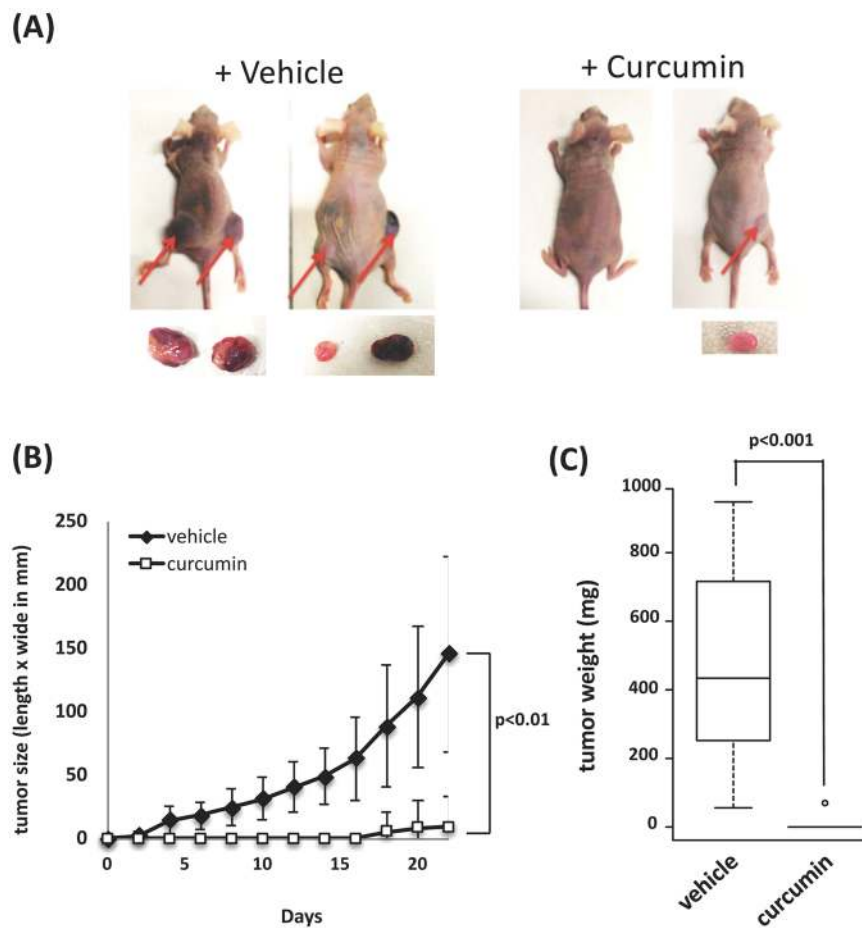 (A)
+ Vehicle
+ Curcumin
(B)
tumor size (length x wide in mm)
250
200
150
100
50
0
vehicle
curcumin
p<0.01
0
5
10
15
20
Days
(C)
p<0.001
tumor weight (mg)
1000
800
600
400
200
0
vehicle
curcumin